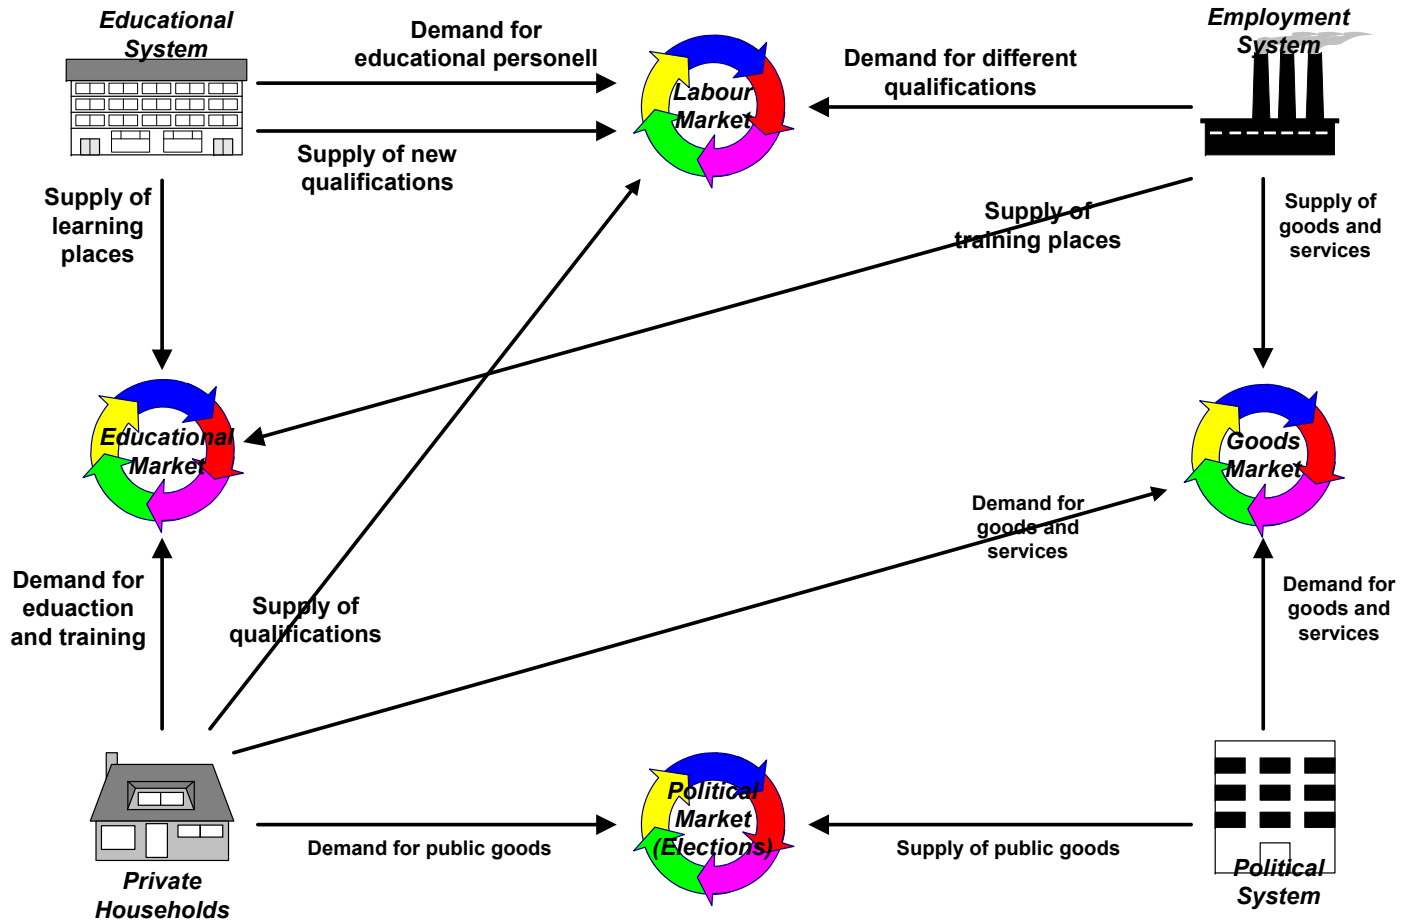 Educational
System
Demand for
educational personell
Labour
Market
Demand for different
qualifications
Employment
System
Supply of new
qualifications
Supply of
learning
places
Supply of
training places
Supply of
goods and
services
Educational
Market
Goods
Market
Demand for
goods and
services
Demand for
eduaction
and training
Supply of
qualifications
Demand for
goods and
services
Political
Market
(Elections)
Demand for public goods
Supply of public goods
Private
Households
Political
System